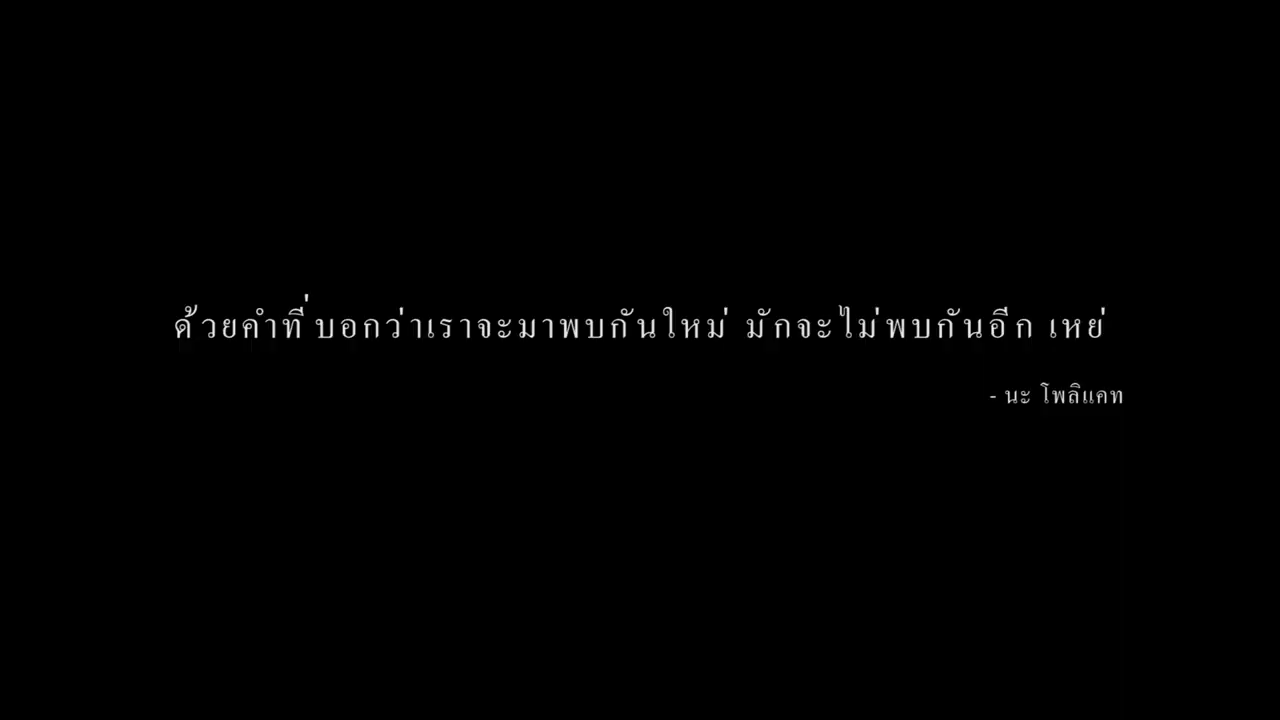 ด้วยคำที่บอกว่าเราจะมาพบกันใหม่ มักจะไม่พบกันอีก เหย่
- นะ โพลิแคท